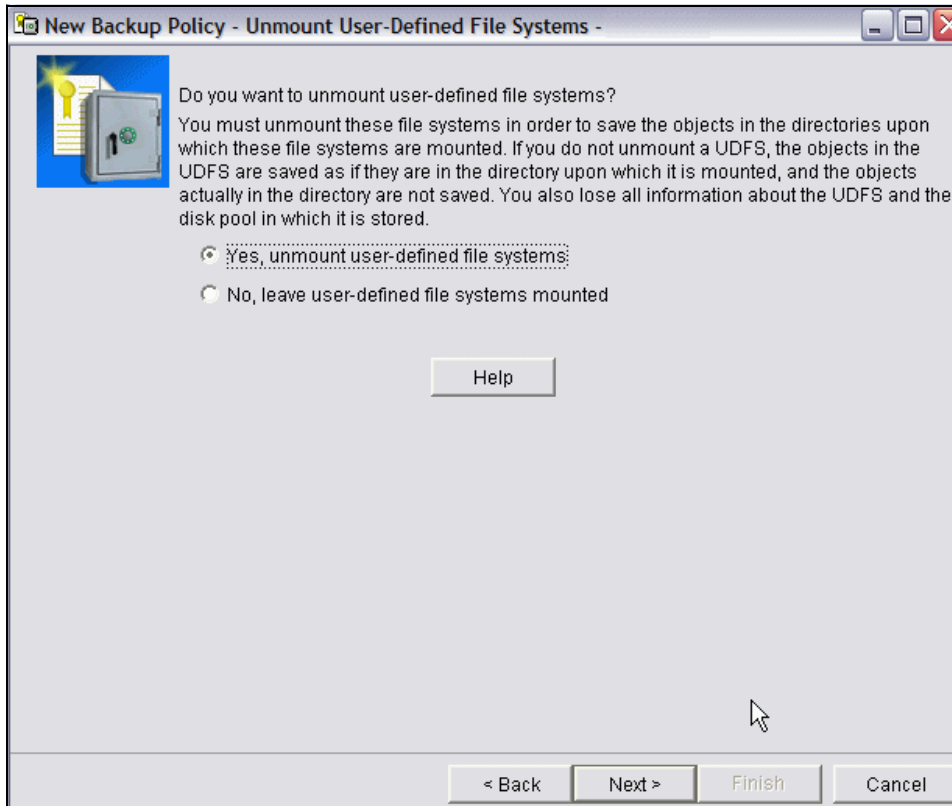 New Backup Policy - Unmount User-Defined File Systems -
Do you want to unmount user-defined file systems?
You must unmount these file systems in order to save the objects in the directories upon
which these file systems are mounted. If you do not unmount a UDFS, the objects in the
UDFS are saved as if they are in the directory upon which it is mounted, and the objects
actually in the directory are not saved. You also lose all information about the UDFS and the
disk pool in which it is stored.
Yes, unmount user-defined file systems
No, leave user-defined file systems mounted
Help
< Back Next > Finish Cancel